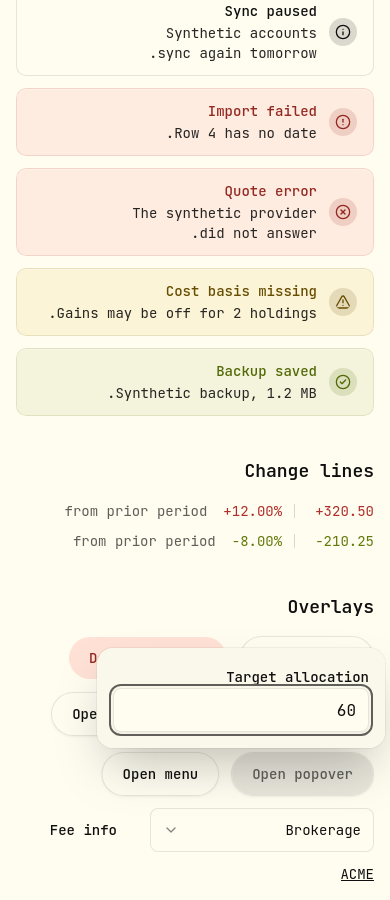 Sync paused
Synthetic accounts
sync again tomorrow.
Import failed
Row 4 has no date.
Quote error
The synthetic provider
did not answer.
Cost basis missing
Gains may be off for 2 holdings.
Backup saved
Synthetic backup, 1.2 MB.
Change lines
+320.50 +12.00% from prior period
-210.25 -8.00% from prior period
Overlays
Target allocation
60
Open popover Open menu
Brokerage Fee info
ACME